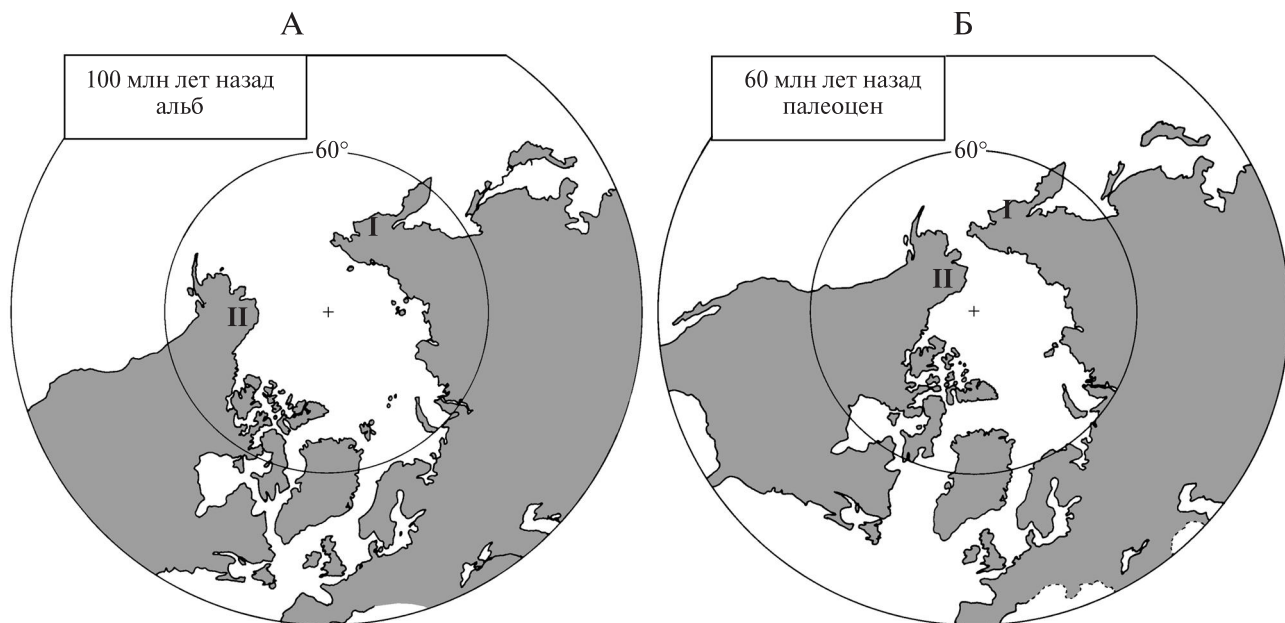 А
100 млн лет назад
альб
60°
I
II
Б
60 млн лет назад
палеоцен
60°
I
II